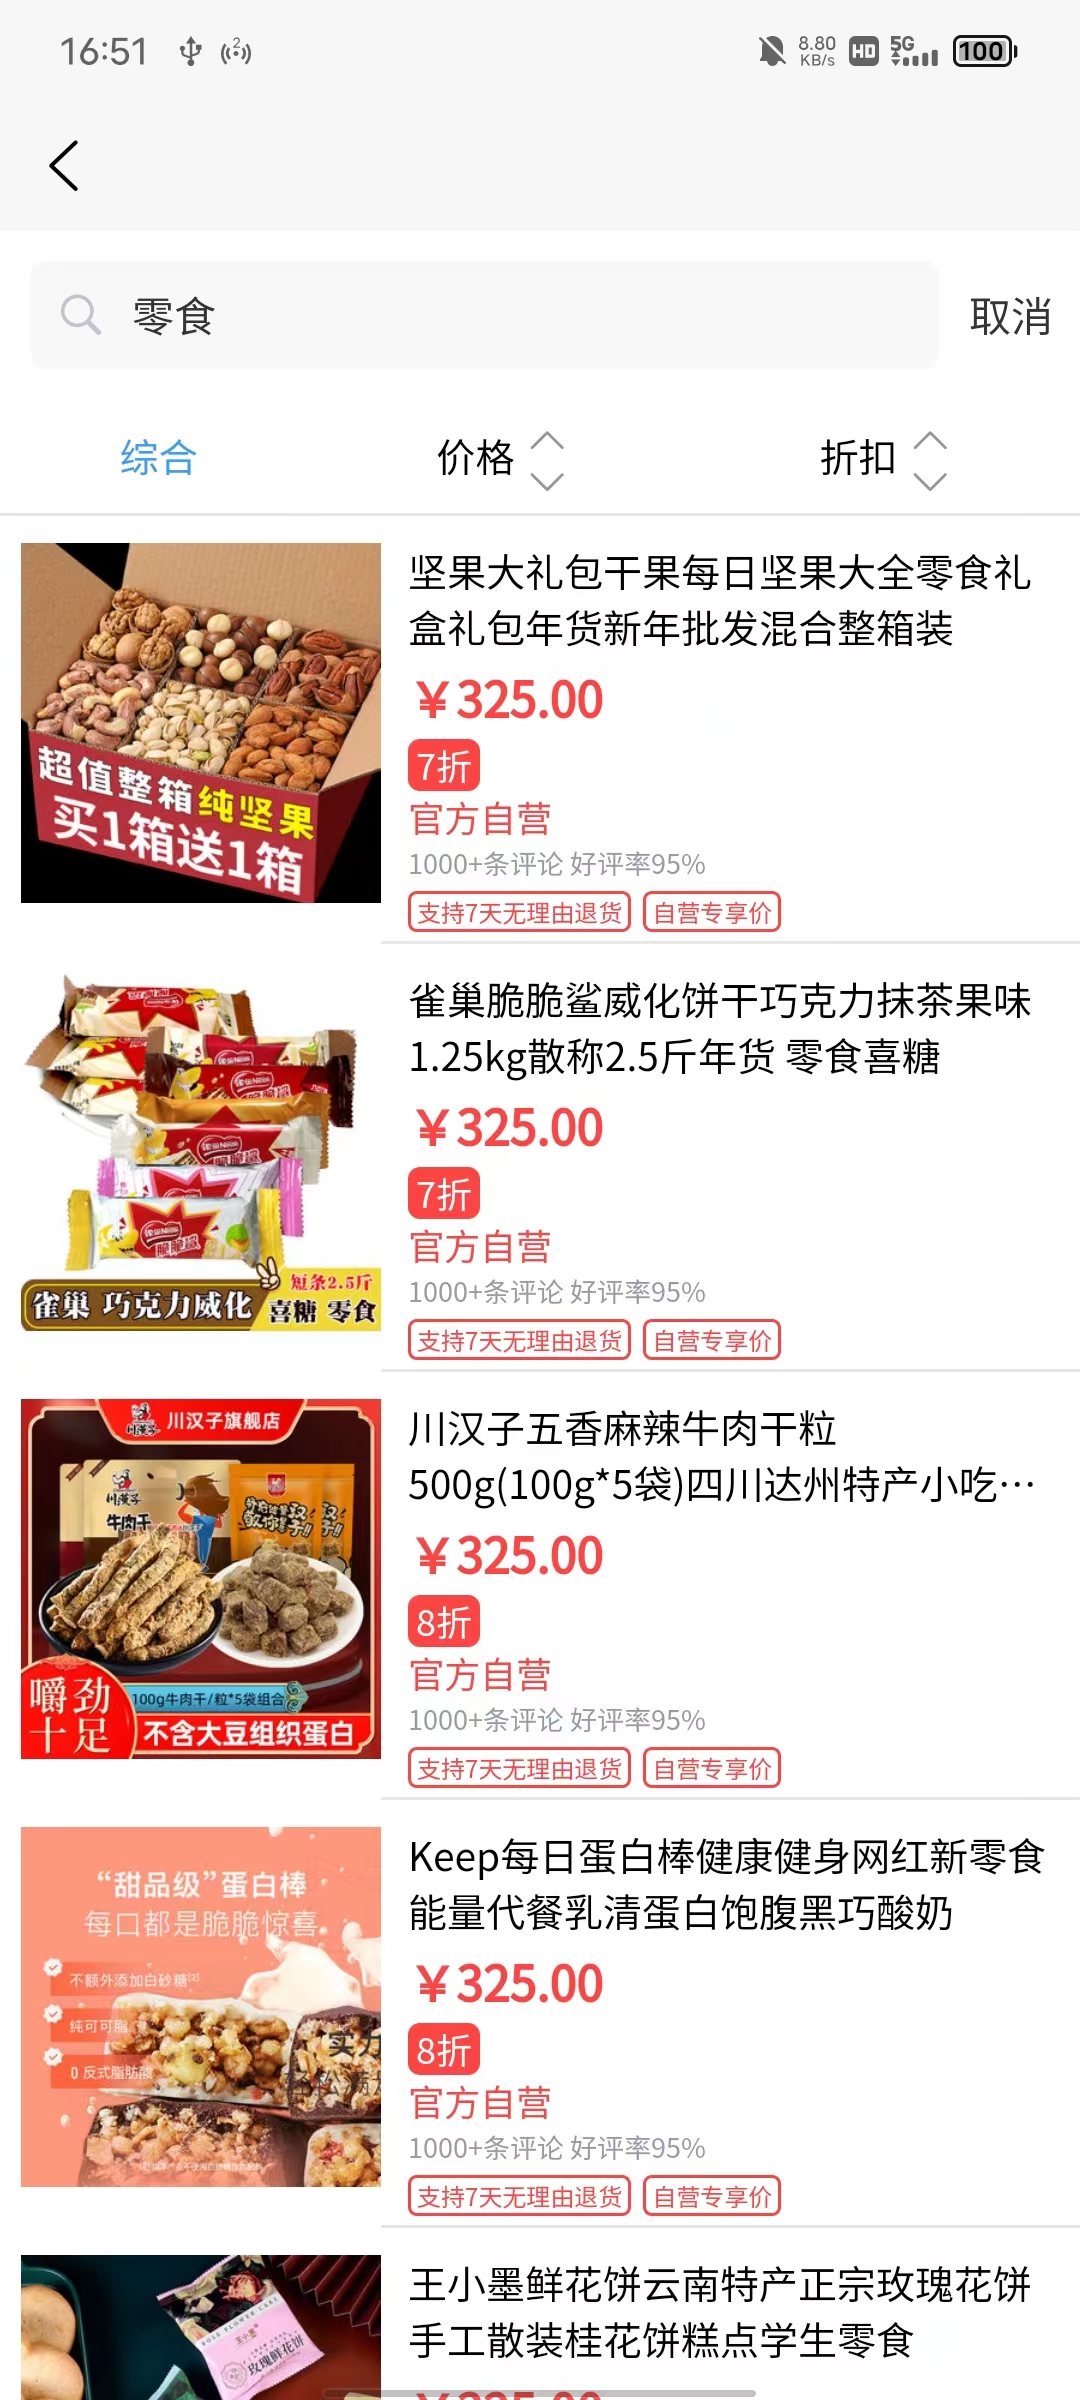 16:51
2
8.80
KB/s
HD
5G
100
零食
取消
综合
价格
折扣
坚果大礼包干果每日坚果大全零食礼
盒礼包年货新年批发混合整箱装
￥325.00
7折
官方自营
1000+条评论 好评率95%
支持7天无理由退货
自营专享价
超值整箱纯坚果
买1箱送1箱
雀巢脆脆鲨威化饼干巧克力抹茶果味
1.25kg散称2.5斤年货 零食喜糖
￥325.00
7折
官方自营
1000+条评论 好评率95%
支持7天无理由退货
自营专享价
短条2.5斤
雀巢 巧克力威化
喜糖 零食
川汉子五香麻辣牛肉干粒
500g(100g*5袋)四川达州特产小吃…
￥325.00
8折
官方自营
1000+条评论 好评率95%
支持7天无理由退货
自营专享价
川汉子旗舰店
川汉子
牛肉干
嚼劲
十足
100g牛肉干/粒*5袋组合
不含大豆组织蛋白
Keep每日蛋白棒健康健身网红新零食
能量代餐乳清蛋白饱腹黑巧酸奶
￥325.00
8折
官方自营
1000+条评论 好评率95%
支持7天无理由退货
自营专享价
“甜品级”蛋白棒
每口都是脆脆惊喜
不额外添加白砂糖[2]
纯可可脂
0 反式脂肪酸
实力
轻松满足
王小墨鲜花饼云南特产正宗玫瑰花饼
手工散装桂花饼糕点学生零食
￥325.00
ROSE FLOWER CAKE
王小墨
玫瑰鲜花饼